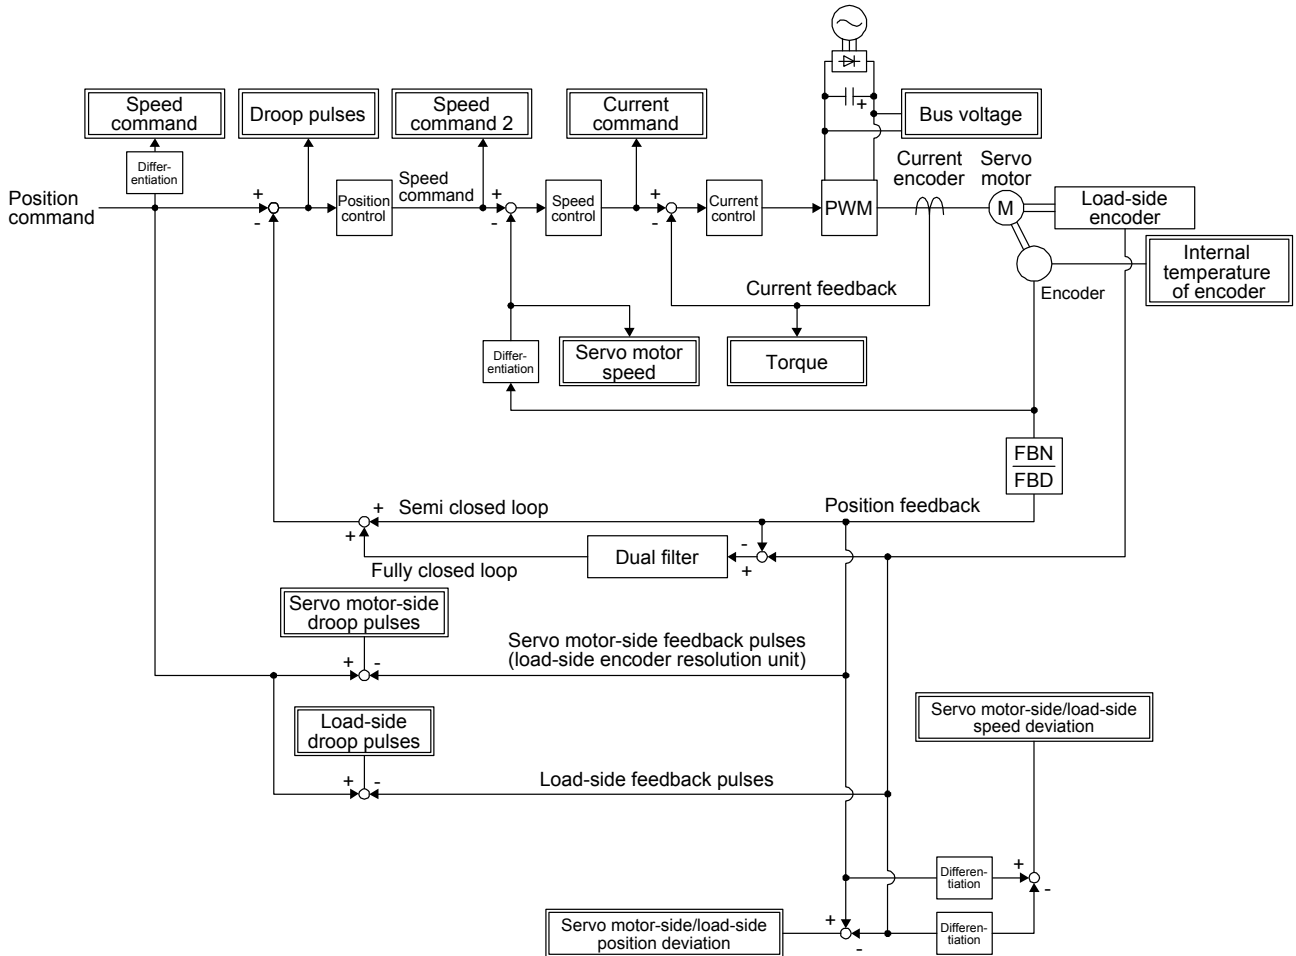 Speed
command
Droop pulses
Speed
command 2
Current
command
Bus voltage
+
Differ-
entiation
Position
command
+
-
Position
control
Speed
command
+
-
Speed
control
+
-
Current
control
PWM
Current
encoder
Servo
motor
M
Load-side
encoder
Internal
temperature
of encoder
Encoder
Current feedback
Differ-
entiation
Servo motor
speed
Torque
FBN
FBD
+
+
Semi closed loop
Position feedback
Fully closed loop
Dual filter
-
+
Servo motor-side
droop pulses
+
-
Servo motor-side feedback pulses
(load-side encoder resolution unit)
Load-side
droop pulses
+
-
Load-side feedback pulses
Servo motor-side/load-side
speed deviation
Differen-
tiation
+
-
Servo motor-side/load-side
position deviation
+
-
Differen-
tiation